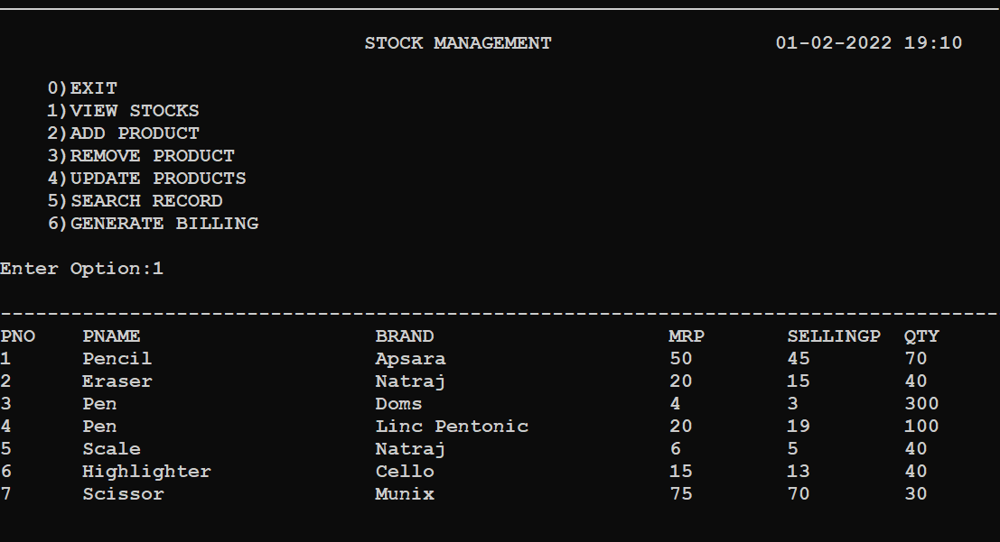 STOCK MANAGEMENT 01-02-2022 19:10
0)EXIT
1)VIEW STOCKS
2)ADD PRODUCT
3)REMOVE PRODUCT
4)UPDATE PRODUCTS
5)SEARCH RECORD
6)GENERATE BILLING
Enter Option:1
-------------------------------------------------------------------------------------
PNO PNAME BRAND MRP SELLINGP QTY
1 Pencil Apsara 50 45 70
2 Eraser Natraj 20 15 40
3 Pen Doms 4 3 300
4 Pen Linc Pentonic 20 19 100
5 Scale Natraj 6 5 40
6 Highlighter Cello 15 13 40
7 Scissor Munix 75 70 30